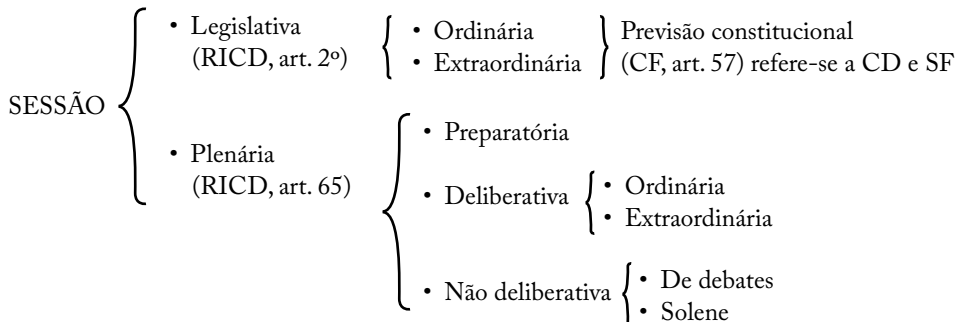 SESSÃO
• Legislativa
(RICD, art. 2º)
• Ordinária
• Extraordinária
Previsão constitucional
(CF, art. 57) refere-se a CD e SF
• Plenária
(RICD, art. 65)
• Preparatória
• Deliberativa
• Ordinária
• Extraordinária
• Não deliberativa
• De debates
• Solene